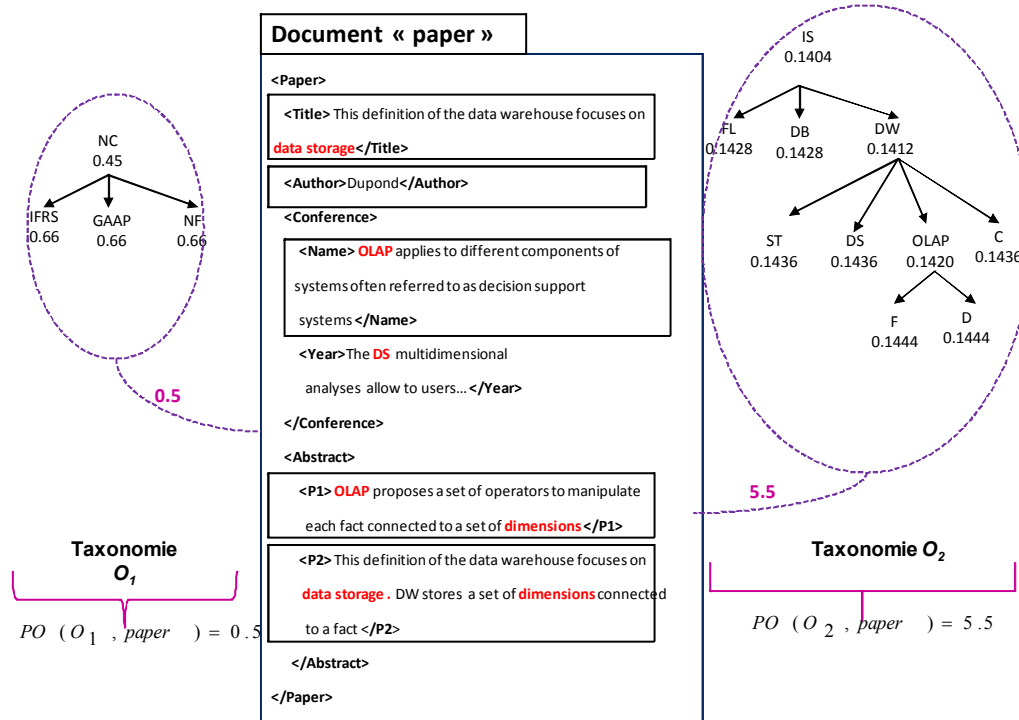 Document « paper »
<Paper>
<Title> This definition of the data warehouse focuses on
data storage</Title>
<Author>Dupond</Author>
<Conference>
<Name> OLAP applies to different components of
systems often referred to as decision support
systems </Name>
<Year>The DS multidimensional
analyses allow to users... </Year>
</Conference>
<Abstract>
<P1> OLAP proposes a set of operators to manipulate
each fact connected to a set of dimensions </P1>
<P2> This definition of the data warehouse focuses on
data storage . DW stores a set of dimensions connected
to a fact </P2>
</Abstract>
</Paper>
NC
0.45
IFRS
0.66
GAAP
0.66
NF
0.66
0.5
Taxonomie
O1
PO ( O 1 , paper ) = 0.5
IS
0.1404
FL
0.1428
DB
0.1428
DW
0.1412
ST
0.1436
DS
0.1436
OLAP
0.1420
C
0.1436
F
0.1444
D
0.1444
5.5
Taxonomie O2
PO ( O 2 , paper ) = 5.5